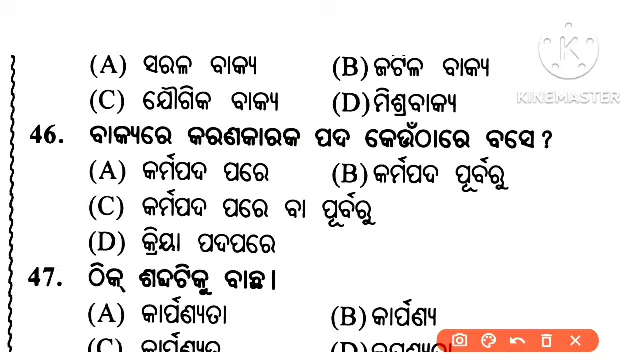 (A) ସରଳ ବାକ୍ୟ (B) ଜଟିଳ ବାକ୍ୟ
(C) ଯୌଗିକ ବାକ୍ୟ (D) ମିଶ୍ରବାକ୍ୟ
KINEMASTER
46. ବାକ୍ୟରେ କରଣକାରକ ପଦ କେଉଁଠାରେ ବସେ ?
(A) କର୍ମପଦ ପରେ (B) କର୍ମପଦ ପୂର୍ବରୁ
(C) କର୍ମପଦ ପରେ ବା ପୂର୍ବରୁ
(D) କ୍ରିୟା ପଦପରେ
47. ଠିକ୍ ଶବ୍ଦଟିକୁ ବାଛ।
(A) କାର୍ପଣ୍ୟତା (B) କାର୍ପଣ୍ୟ
(C) (D)